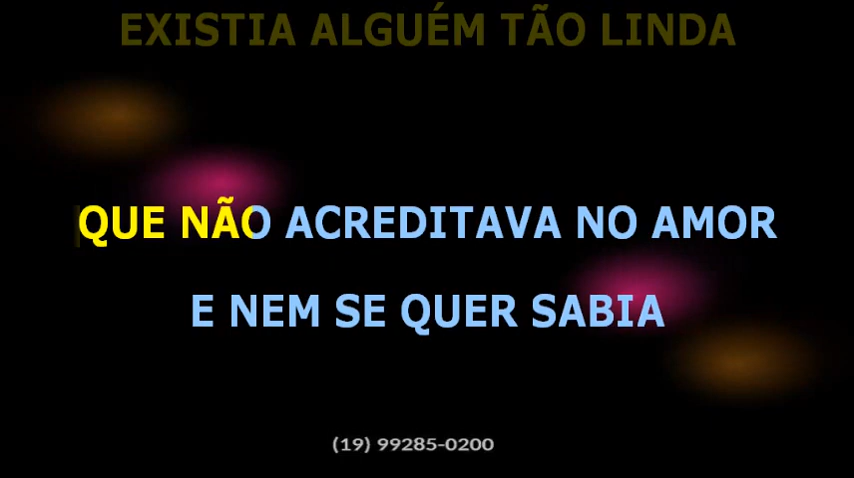 EXISTIA ALGUÉM TÃO LINDA
QUE NÃO ACREDITAVA NO AMOR
E NEM SE QUER SABIA
(19) 99285-0200